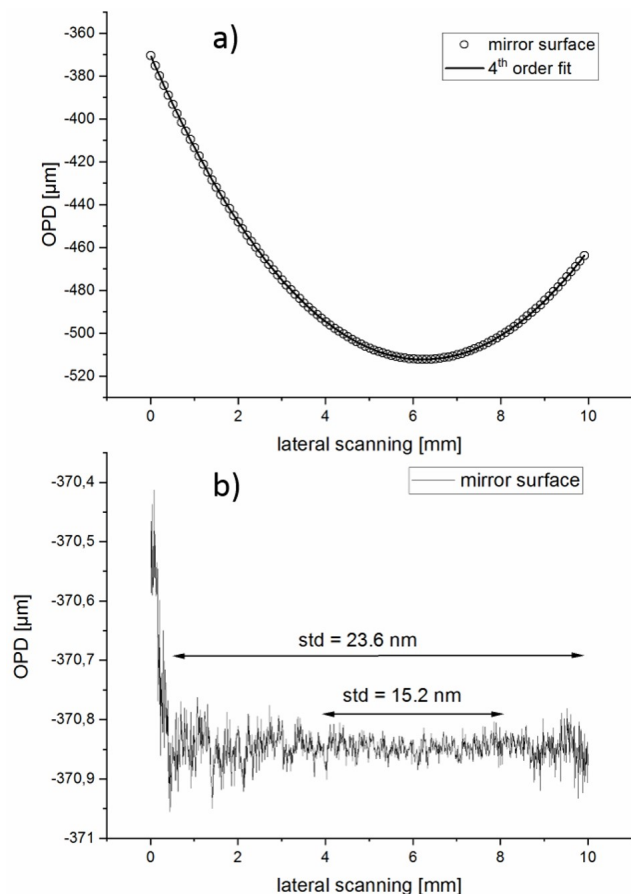 a)
mirror surface
4th order fit
OPD [µm]
-360
-380
-400
-420
-440
-460
-480
-500
-520
0 2 4 6 8 10
lateral scanning [mm]
b)
mirror surface
OPD [µm]
-370,4
-370,5
-370,6
-370,7
-370,8
-370,9
-371
std = 23.6 nm
std = 15.2 nm
0 2 4 6 8 10
lateral scanning [mm]